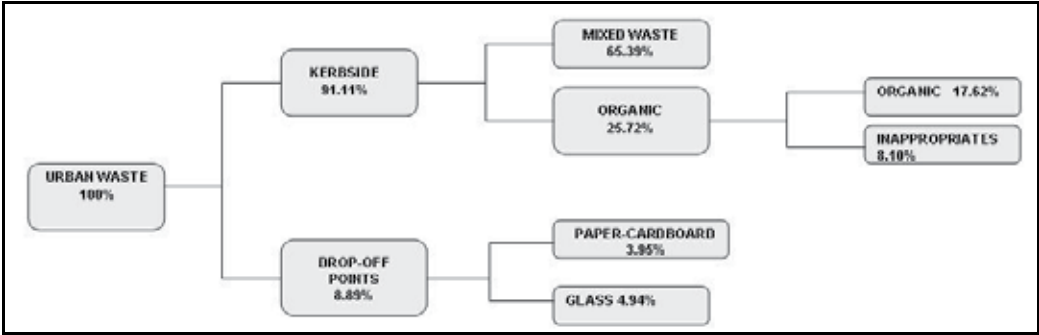 MIXED WASTE
65.39%
KERBSIDE
91.11%
ORGANIC 17.62%
ORGANIC
25.72%
INAPPROPRIATES
8.10%
URBAN WASTE
100%
PAPER-CARDBOARD
3.95%
DROP-OFF
POINTS
8.89%
GLASS 4.94%